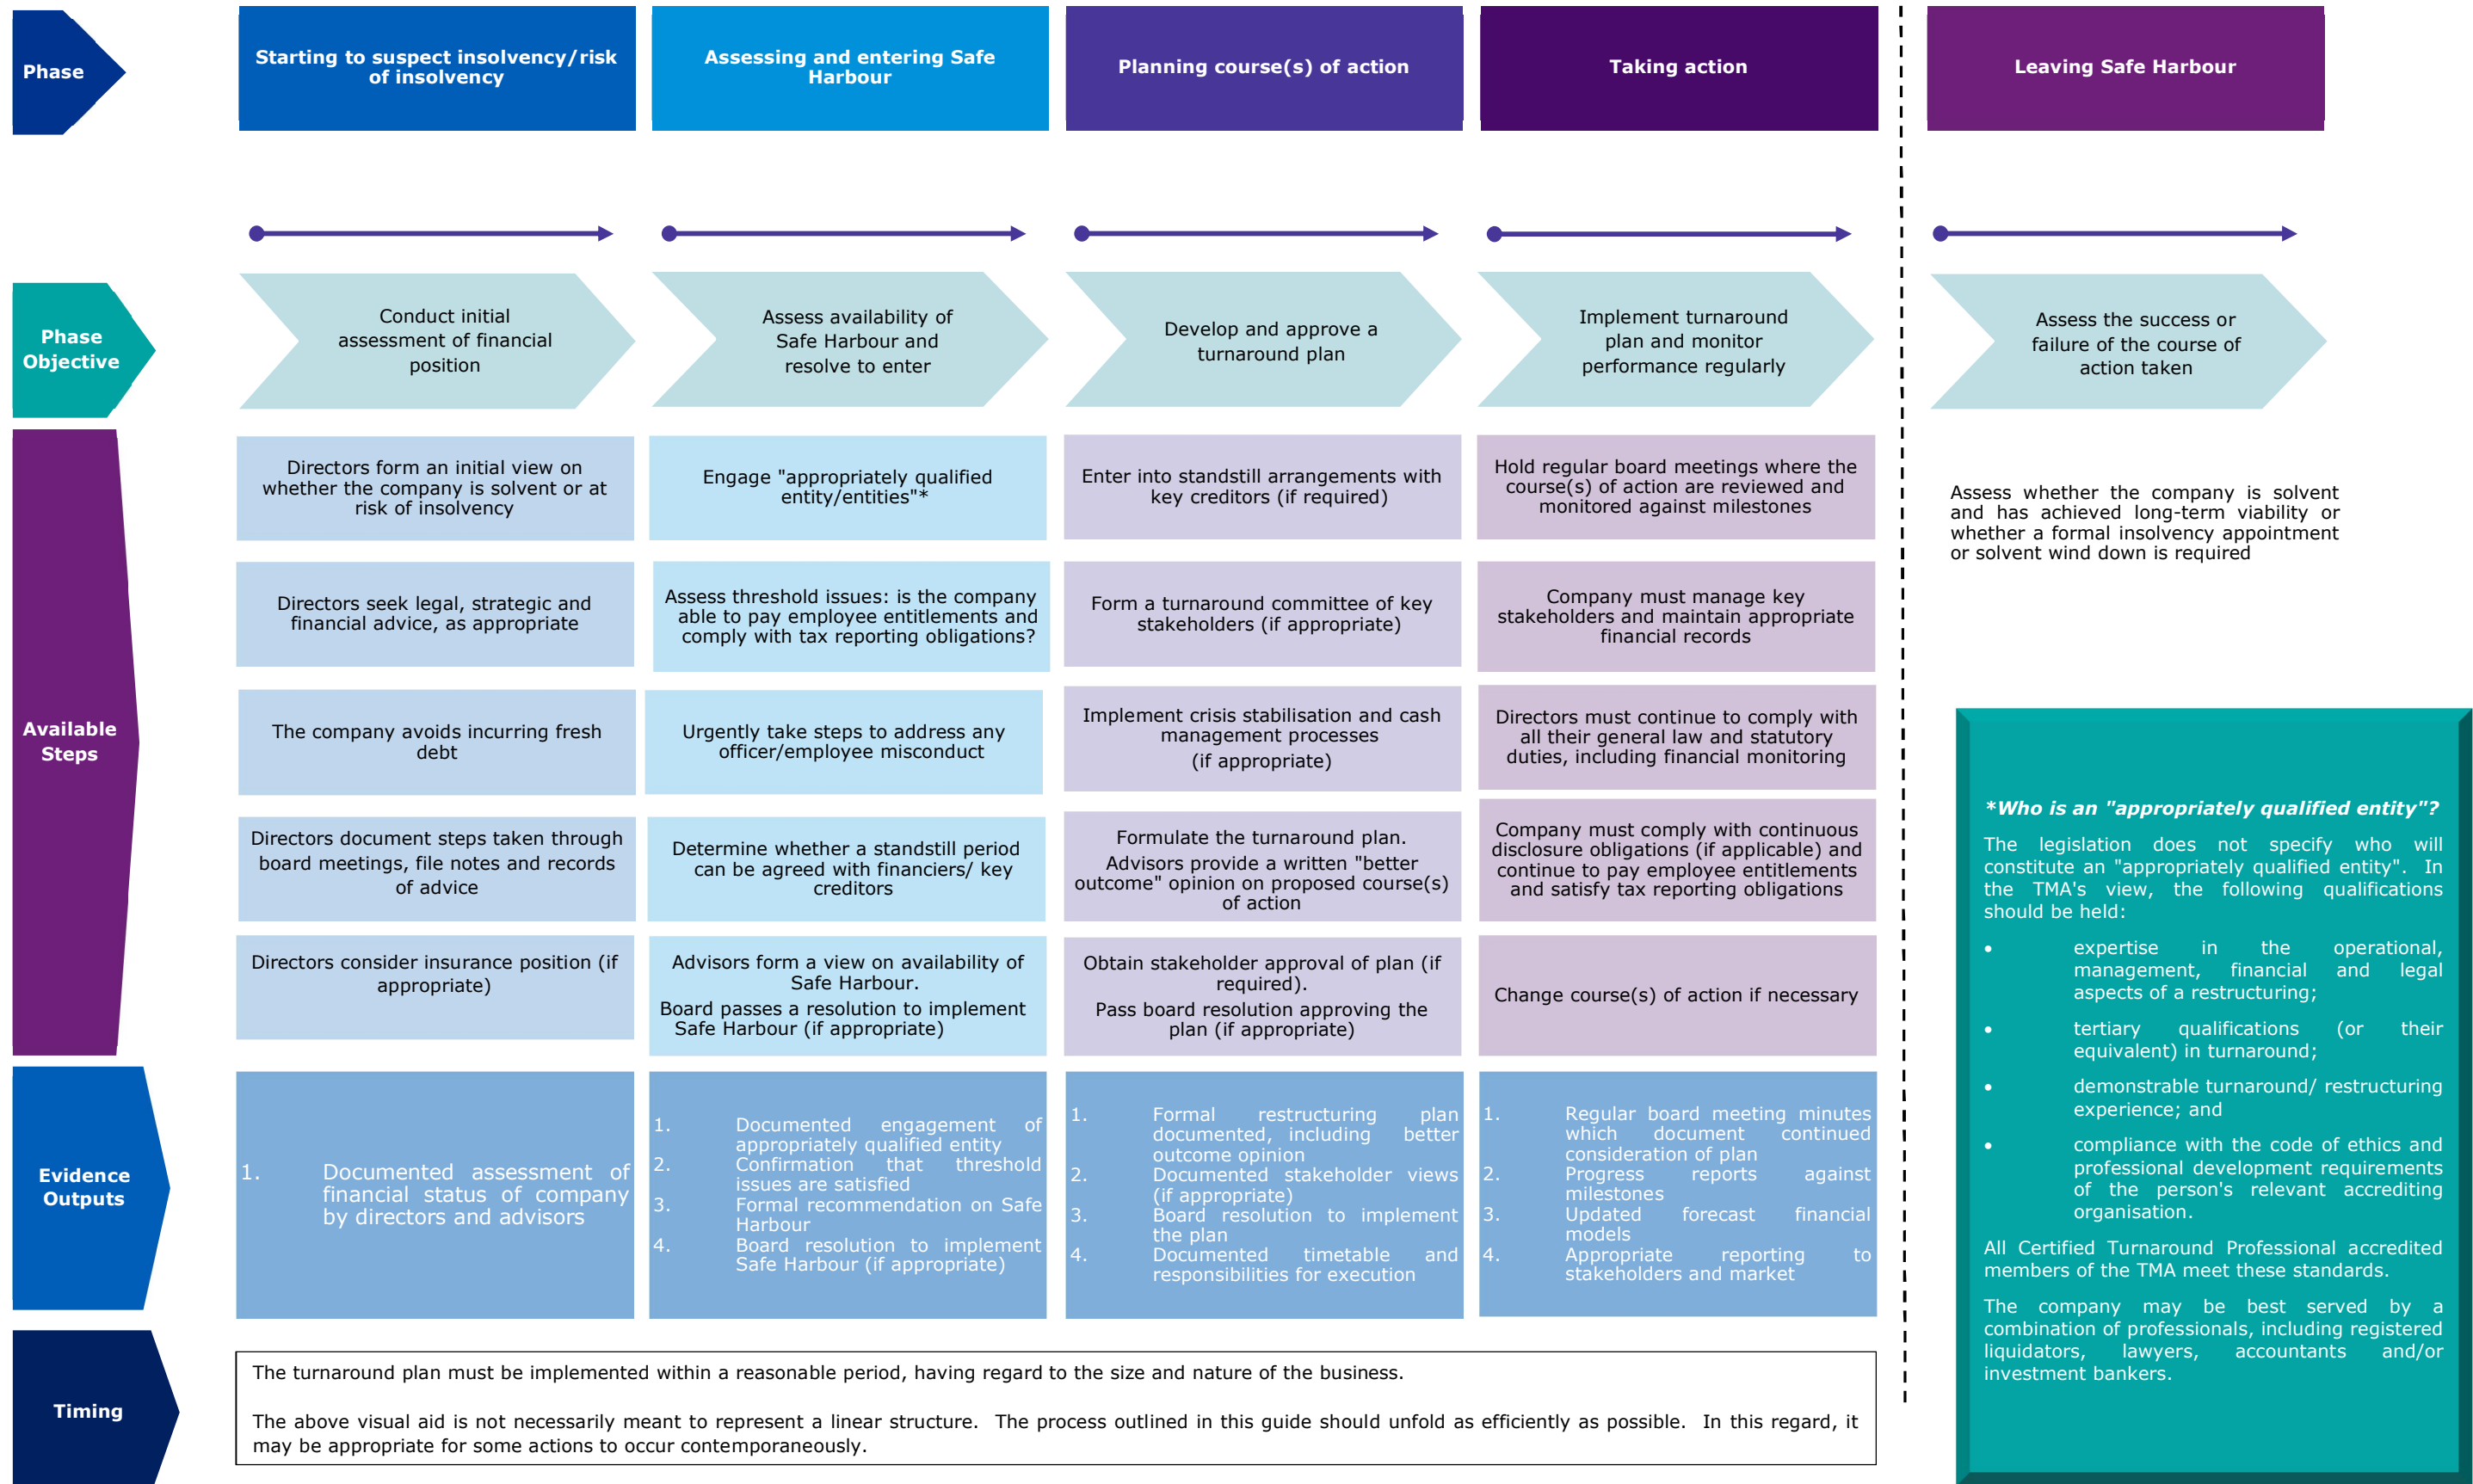 Phase
Starting to suspect insolvency/risk
of insolvency
Assessing and entering Safe
Harbour
Planning course(s) of action
Taking action
Leaving Safe Harbour
Phase
Objective
Conduct initial
assessment of financial
position
Assess availability of
Safe Harbour and
resolve to enter
Develop and approve a
turnaround plan
Implement turnaround
plan and monitor
performance regularly
Assess the success or
failure of the course of
action taken
Available
Steps
Directors form an initial view on
whether the company is solvent or at
risk of insolvency
Engage "appropriately qualified
entity/entities"*
Enter into standstill arrangements with
key creditors (if required)
Hold regular board meetings where the
course(s) of action are reviewed and
monitored against milestones
Assess whether the company is solvent
and has achieved long-term viability or
whether a formal insolvency appointment
or solvent wind down is required
Directors seek legal, strategic and
financial advice, as appropriate
Assess threshold issues: is the company
able to pay employee entitlements and
comply with tax reporting obligations?
Form a turnaround committee of key
stakeholders (if appropriate)
Company must manage key
stakeholders and maintain appropriate
financial records
The company avoids incurring fresh
debt
Urgently take steps to address any
officer/employee misconduct
Implement crisis stabilisation and cash
management processes
(if appropriate)
Directors must continue to comply with
all their general law and statutory
duties, including financial monitoring
Directors document steps taken through
board meetings, file notes and records
of advice
Determine whether a standstill period
can be agreed with financiers/ key
creditors
Formulate the turnaround plan.
Advisors provide a written "better
outcome" opinion on proposed course(s)
of action
Company must comply with continuous
disclosure obligations (if applicable) and
continue to pay employee entitlements
and satisfy tax reporting obligations
Directors consider insurance position (if
appropriate)
Advisors form a view on availability of
Safe Harbour.
Board passes a resolution to implement
Safe Harbour (if appropriate)
Obtain stakeholder approval of plan (if
required).
Pass board resolution approving the
plan (if appropriate)
Change course(s) of action if necessary
Evidence
Outputs
1. Documented assessment of
financial status of company
by directors and advisors
1. Documented engagement of
appropriately qualified entity
2. Confirmation that threshold
issues are satisfied
3. Formal recommendation on Safe
Harbour
4. Board resolution to implement
Safe Harbour (if appropriate)
1. Formal restructuring plan
documented, including better
outcome opinion
2. Documented stakeholder views
(if appropriate)
3. Board resolution to implement
the plan
4. Documented timetable and
responsibilities for execution
1. Regular board meeting minutes
which document continued
consideration of plan
2. Progress reports against
milestones
3. Updated forecast financial
models
4. Appropriate reporting to
stakeholders and market
Timing
The turnaround plan must be implemented within a reasonable period, having regard to the size and nature of the business.
The above visual aid is not necessarily meant to represent a linear structure. The process outlined in this guide should unfold as efficiently as possible. In this regard, it
may be appropriate for some actions to occur contemporaneously.
*Who is an "appropriately qualified entity"?
The legislation does not specify who will
constitute an "appropriately qualified entity". In
the TMA's view, the following qualifications
should be held:
• expertise in the operational,
management, financial and legal
aspects of a restructuring;
• tertiary qualifications (or their
equivalent) in turnaround;
• demonstrable turnaround/ restructuring
experience; and
• compliance with the code of ethics and
professional development requirements
of the person's relevant accrediting
organisation.
All Certified Turnaround Professional accredited
members of the TMA meet these standards.
The company may be best served by a
combination of professionals, including registered
liquidators, lawyers, accountants and/or
investment bankers.